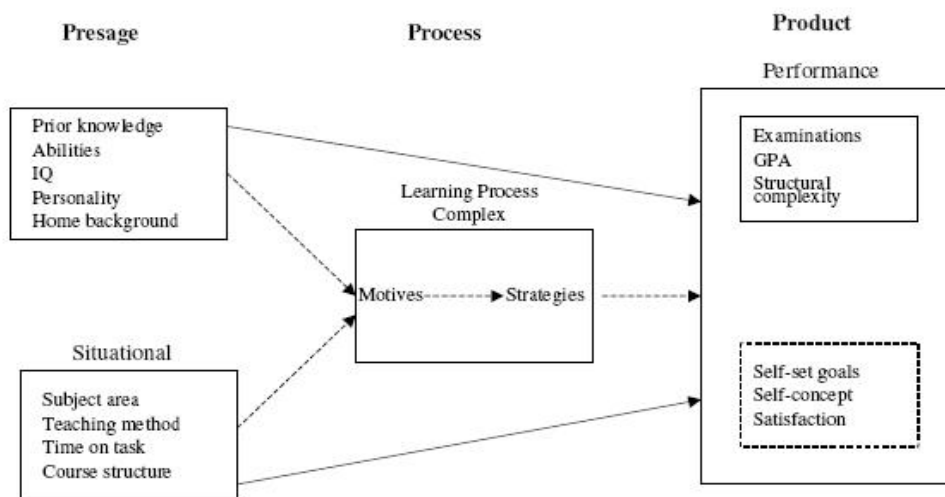 Presage
Process
Product
Performance
Prior knowledge
Abilities
IQ
Personality
Home background
Learning Process
Complex
Motives
Strategies
Examinations
GPA
Structural
complexity
Situational
Subject area
Teaching method
Time on task
Course structure
Self-set goals
Self-concept
Satisfaction